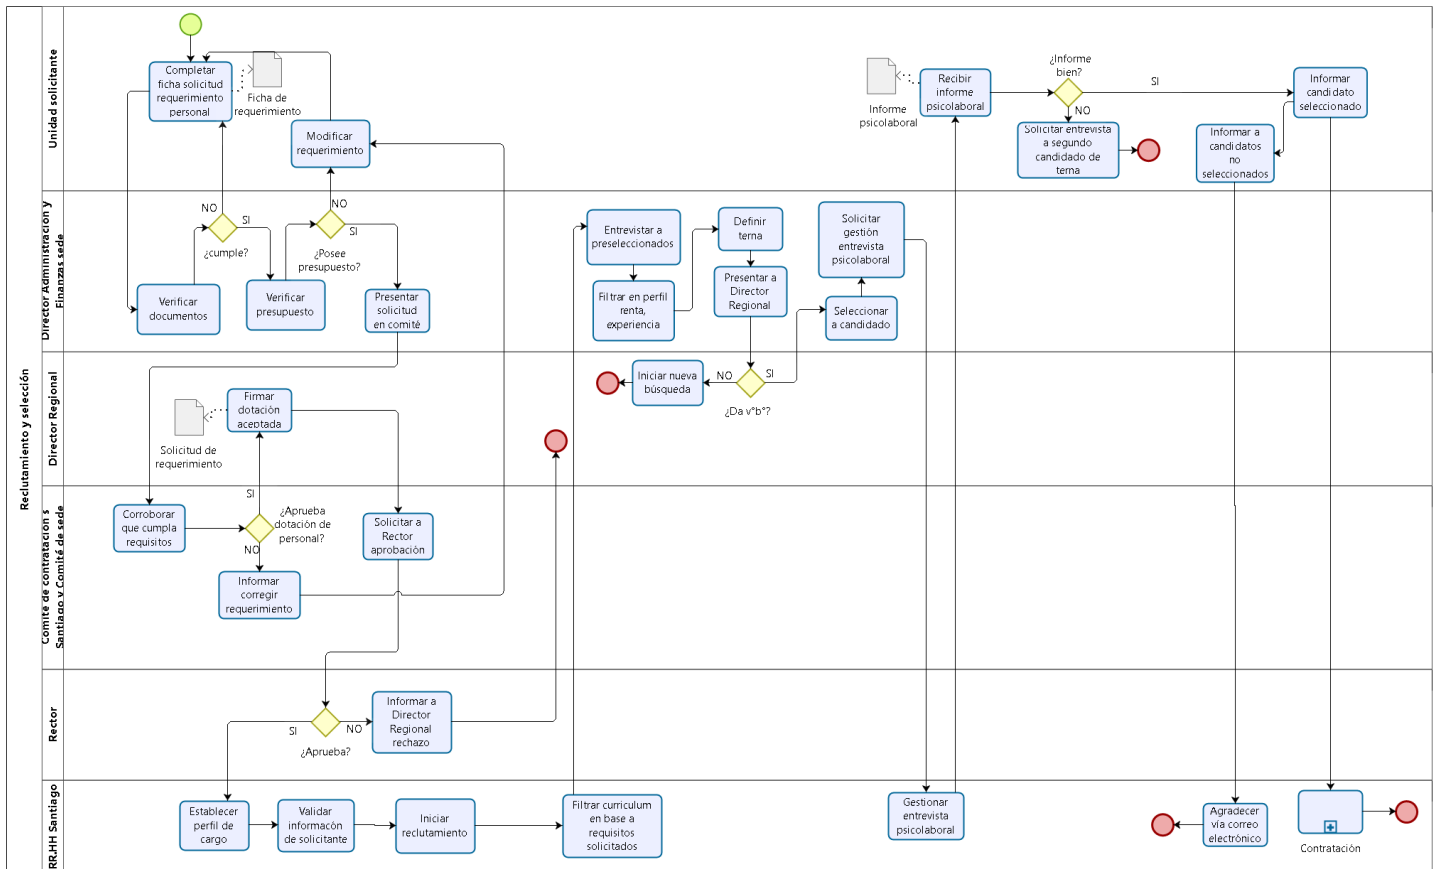 Reclutamiento y selección
Unidad solicitante
Completar
ficha solicitud
requerimiento
personal
Ficha de
requerimiento
Modificar
requerimiento
Informe
psicolaboral
Recibir
informe
psicolaboral
¿Informe
bien?
SI
NO
Solicitar entrevista
a segundo
candidado de
terna
Informar
candidato
seleccionado
Informar a
candidatos
no
seleccionados
Director Administración y
Finanzas sede
NO
SI
¿cumple?
Verificar
documentos
Verificar
presupuesto
NO
SI
¿Posee
presupuesto?
Presentar
solicitud
en comité
Entrevistar a
preseleccionados
Filtrar en perfil
renta,
experiencia
Definir
terna
Presentar a
Director
Regional
Solicitar
gestión
entrevista
psicolaboral
Seleccionar
a candidato
Director Regional
Solicitud de
requerimiento
Firmar
dotación
aceptada
Iniciar nueva
búsqueda
NO
SI
¿Da v°b°?
Comité de contratación s
Santiago y Comité de sede
Corroborar
que cumpla
requisitos
SI
¿Aprueba
dotación de
personal?
NO
Informar
corregir
requerimiento
Solicitar a
Rector
aprobación
Rector
SI
NO
¿Aprueba?
Informar a
Director
Regional
rechazo
RR.HH Santiago
Establecer
perfil de
cargo
Validar
informacón
de solicitante
Iniciar
reclutamiento
Filtrar curriculum
en base a
requisitos
solicitados
Gestionar
entrevista
psicolaboral
Agradecer
vía correo
electrónico
Contratación